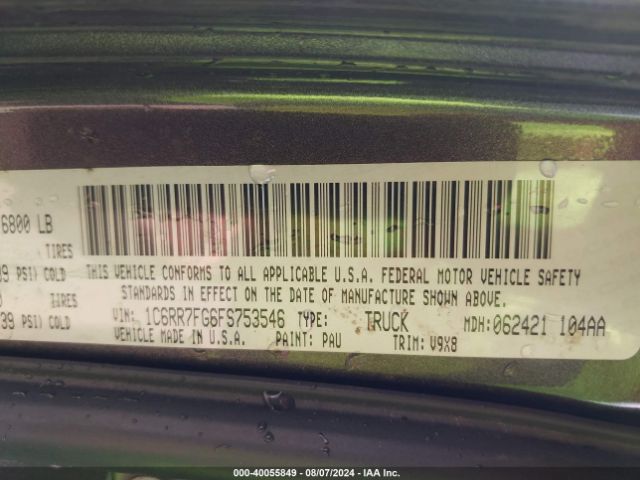 6800 LB
TIRES
39 PSI) COLD
TIRES
39 PSI) COLD
THIS VEHICLE CONFORMS TO ALL APPLICABLE U.S.A. FEDERAL MOTOR VEHICLE SAFETY
STANDARDS IN EFFECT ON THE DATE OF MANUFACTURE SHOWN ABOVE.
VIN: 1C6RR7FG6FS753546 TYPE: TRUCK MDH: 062421 104AA
VEHICLE MADE IN U.S.A. PAINT: PAU TRIM: V9X8
000-40055849 - 08/07/2024 - IAA Inc.